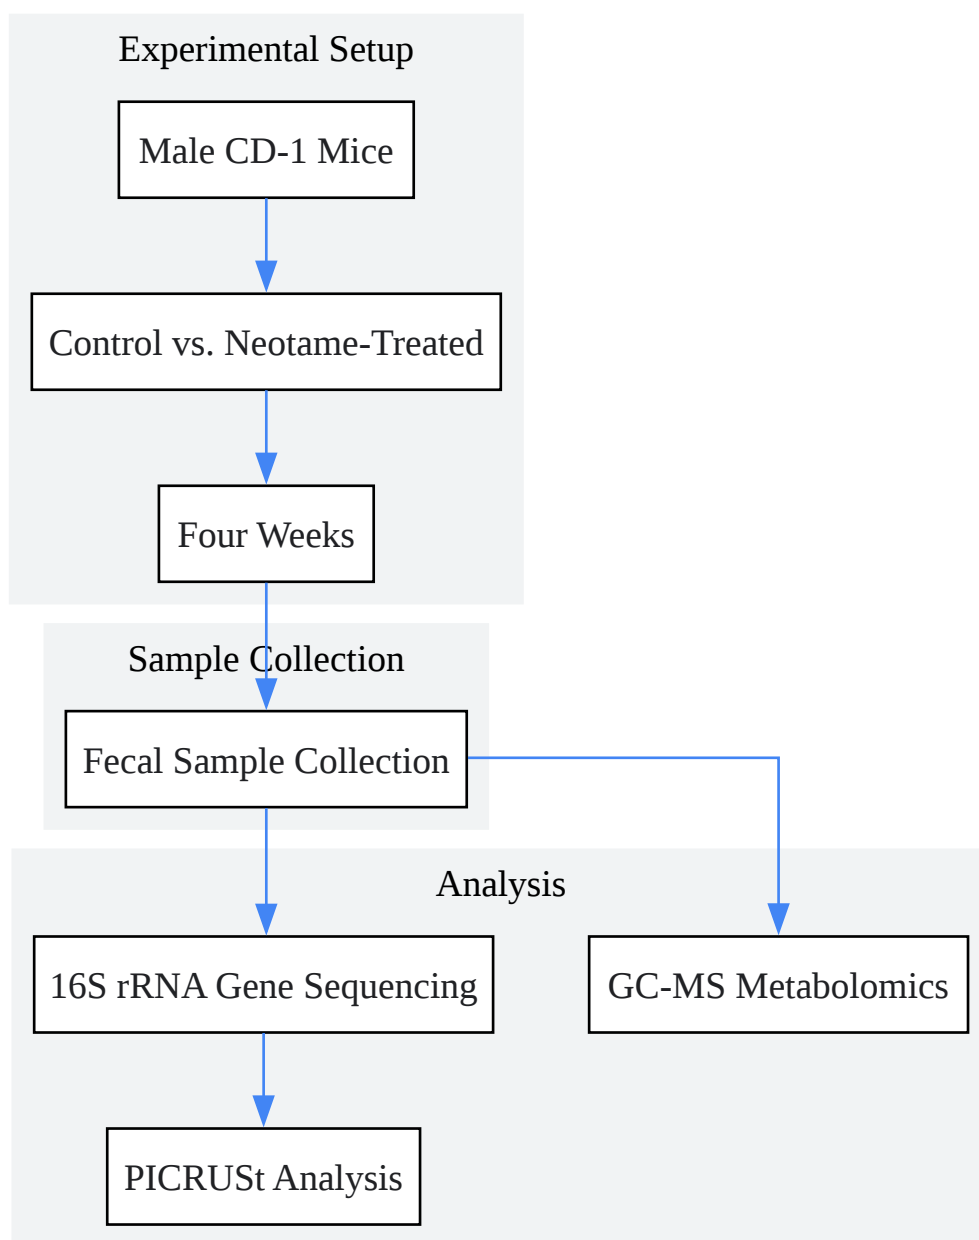 Experimental Setup
Male CD-1 Mice
Control vs. Neotame-Treated
Four Weeks
Sample Collection
Fecal Sample Collection
Analysis
16S rRNA Gene Sequencing
GC-MS Metabolomics
PICRUSt Analysis